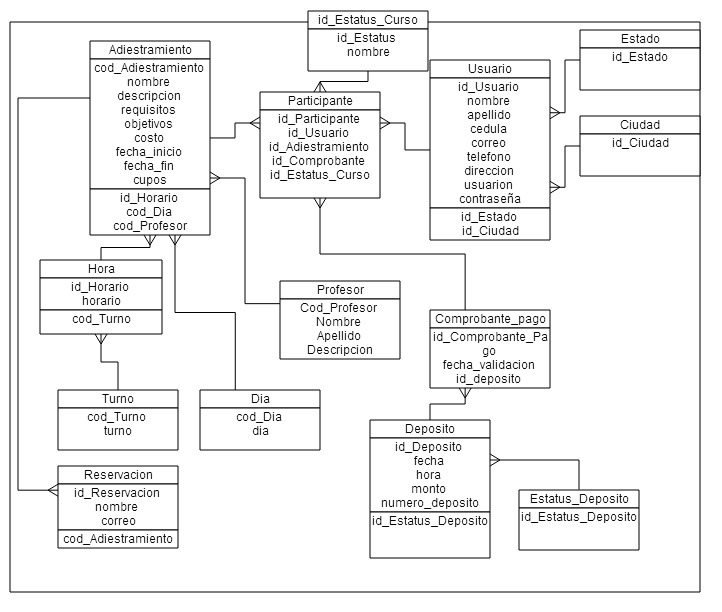 id_Estatus_Curso
id_Estatus
nombre
Adiestramiento
cod_Adiestramiento
nombre
descripcion
requisitos
objetivos
costo
fecha_inicio
fecha_fin
cupos
id_Horario
cod_Dia
cod_Profesor
Participante
id_Participante
id_Usuario
id_Adiestramiento
id_Comprobante
id_Estatus_Curso
Usuario
id_Usuario
nombre
apellido
cedula
correo
telefono
direccion
usuarion
contraseña
id_Estado
id_Ciudad
Estado
id_Estado
Ciudad
id_Ciudad
Hora
id_Horario
horario
cod_Turno
Profesor
Cod_Profesor
Nombre
Apellido
Descripcion
Comprobante_pago
id_Comprobante_Pa
go
fecha_validacion
id_deposito
Turno
cod_Turno
turno
Dia
cod_Dia
dia
Deposito
id_Deposito
fecha
hora
monto
numero_deposito
id_Estatus_Deposito
Estatus_Deposito
id_Estatus_Deposito
Reservacion
id_Reservacion
nombre
correo
cod_Adiestramiento